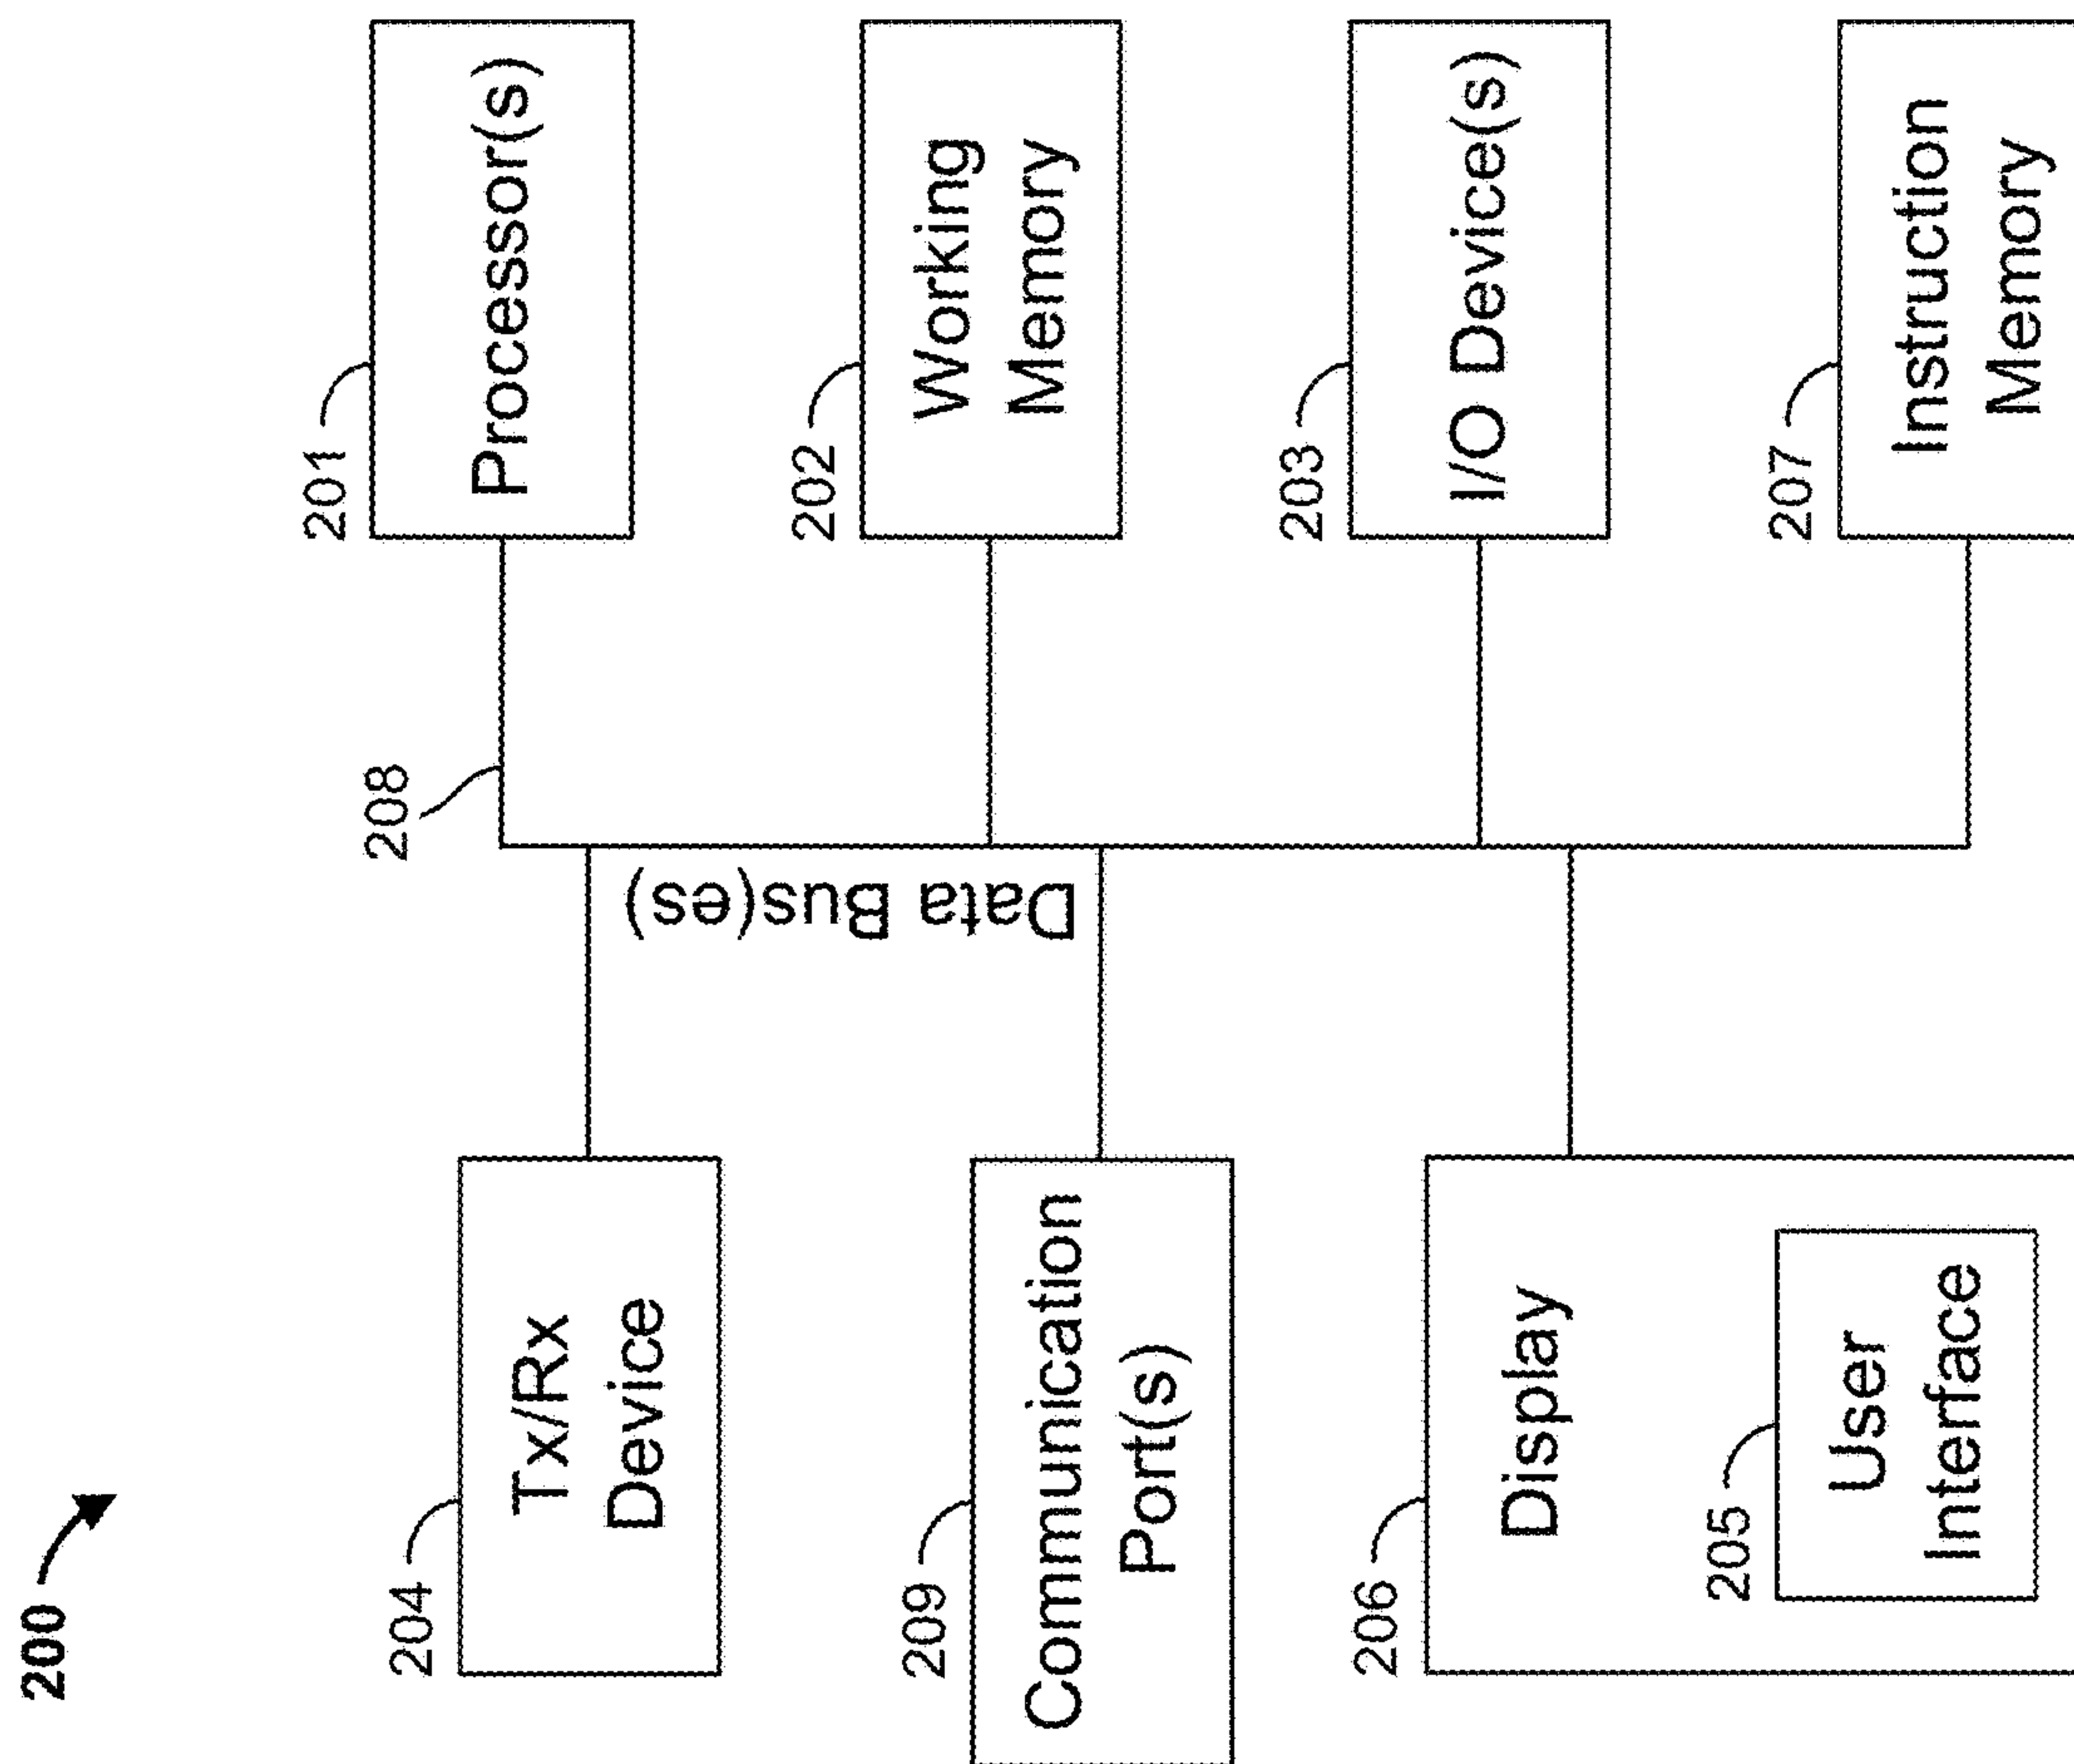 200
204
Tx/Rx
Device
209
Communication
Port(s)
206
Display
205
User
Interface
208
Data Bus(es)
201
Processor(s)
202
Working
Memory
203
I/O Device(s)
207
Instruction
Memory